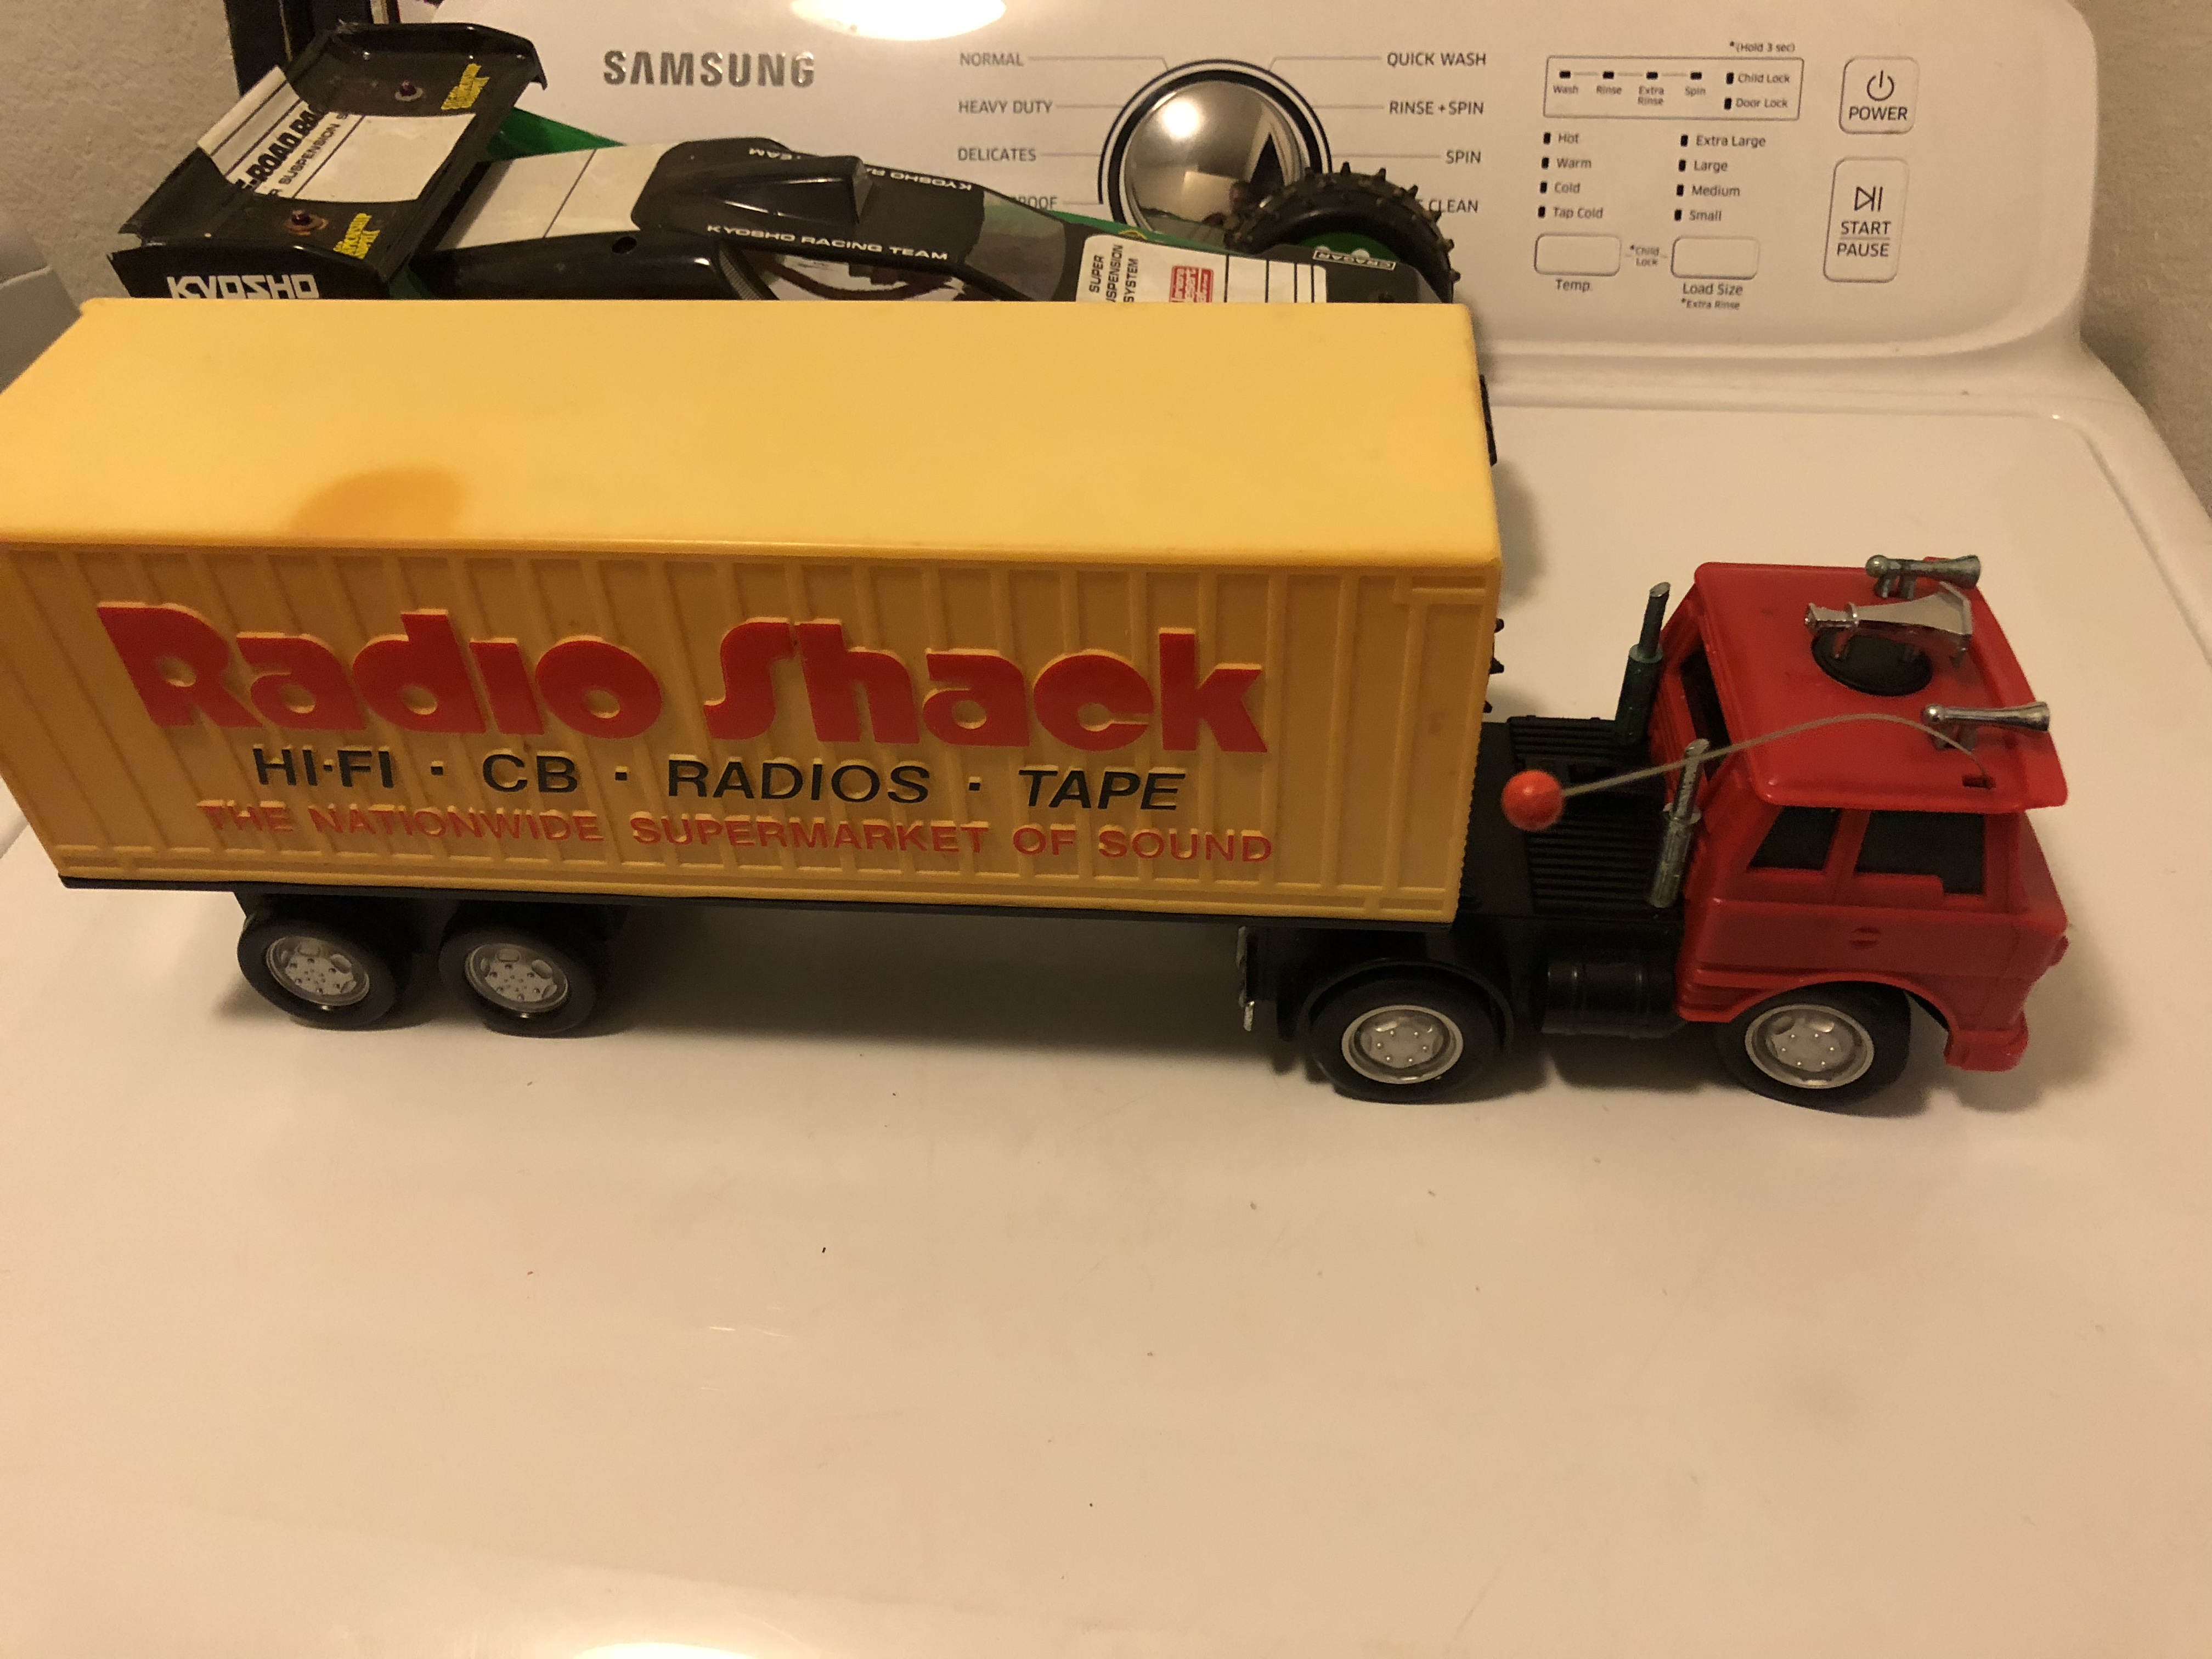 SAMSUNG
NORMAL
HEAVY DUTY
DELICATES
QUICK WASH
RINSE + SPIN
SPIN
CLEAN
*(Hold 3 sec)
Wash
Rinse
Extra Rinse
Spin
Child Lock
Door Lock
Hot
Warm
Cold
Tap Cold
Extra Large
Large
Medium
Small
Temp.
*Child Lock
Load Size
*Extra Rinse
POWER
START
PAUSE
SUSPENSION
KYOSHO
KYOSHO RACING TEAM
SUPER
SYSTEM
Radio Shack
HI-FI · CB · RADIOS · TAPE
THE NATIONWIDE SUPERMARKET OF SOUND